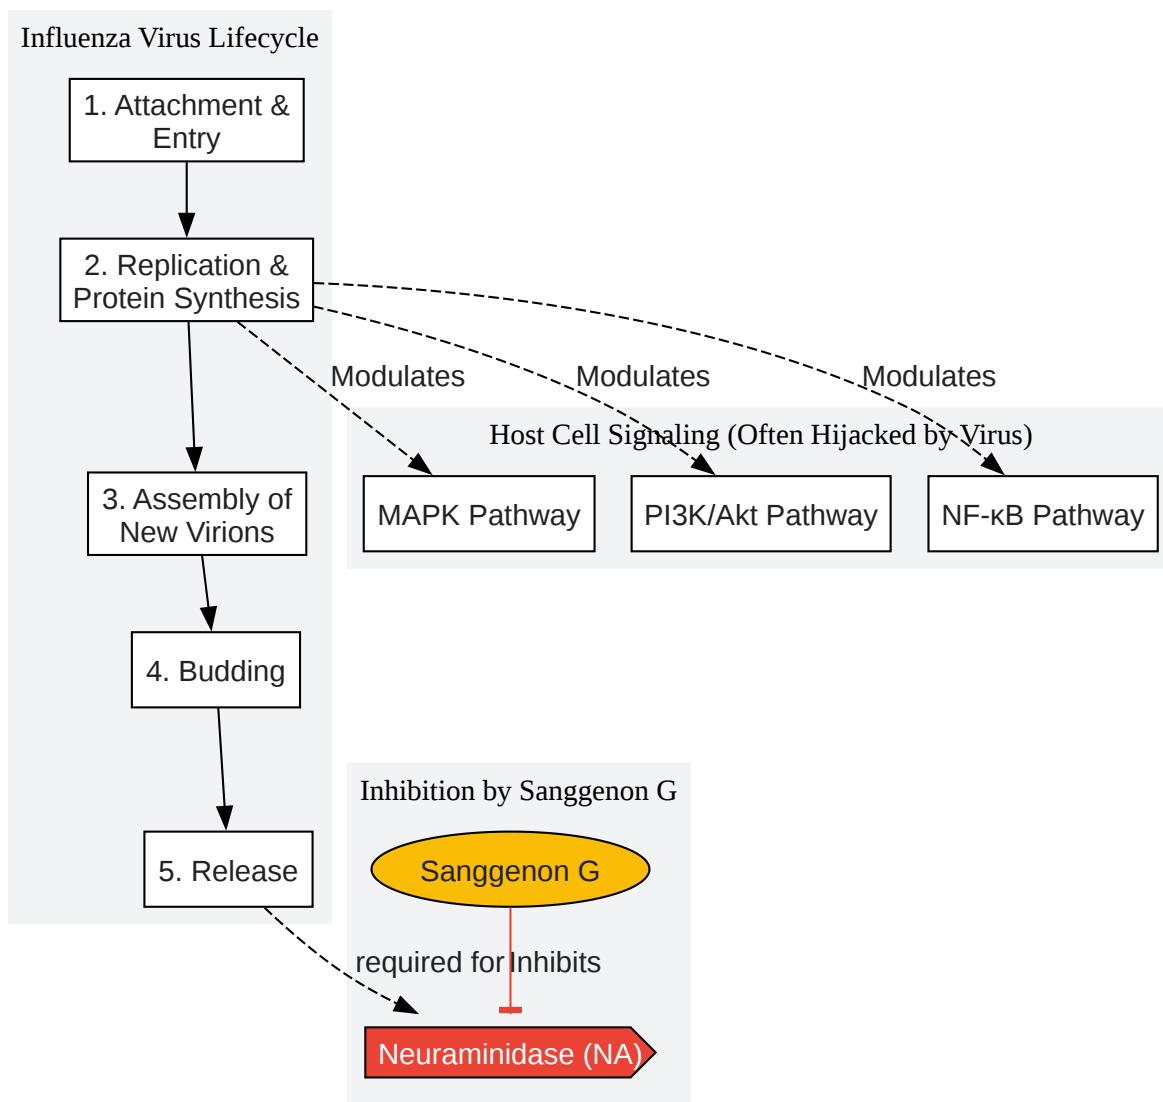 Influenza Virus Lifecycle
1. Attachment &
Entry
2. Replication &
Protein Synthesis
Modulates
Modulates
Modulates
Host Cell Signaling (Often Hijacked by Virus)
MAPK Pathway
PI3K/Akt Pathway
NF-κB Pathway
3. Assembly of
New Virions
4. Budding
5. Release
Inhibition by Sanggenon G
Sanggenon G
required for
Inhibits
Neuraminidase (NA)